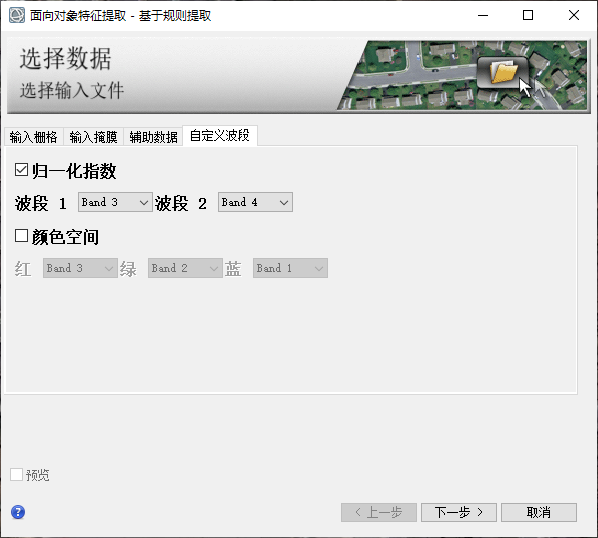 面向对象特征提取 - 基于规则提取
选择数据
选择输入文件
输入栅格 输入掩膜 辅助数据 自定义波段
归一化指数
波段 1 Band 3 波段 2 Band 4
颜色空间
红 Band 3 绿 Band 2 蓝 Band 1
预览
? < 上一步 下一步 > 取消